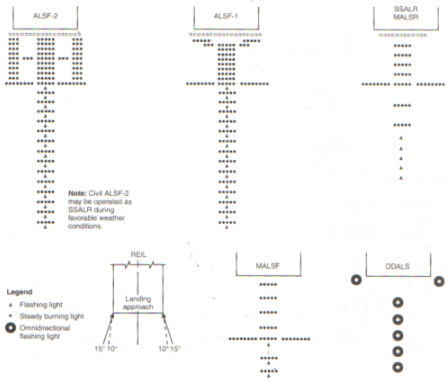 ALSF-2
ALSF-1
SSALR
MALSR
Note: Civil ALSF-2
may be operated as
SSALR during
favorable weather
conditions.
REIL
MALSF
ODALS
Legend
Flashing light
Steady burning light
Omnidirectional
flashing light
Landing
approach
15° 10°
10° 15°